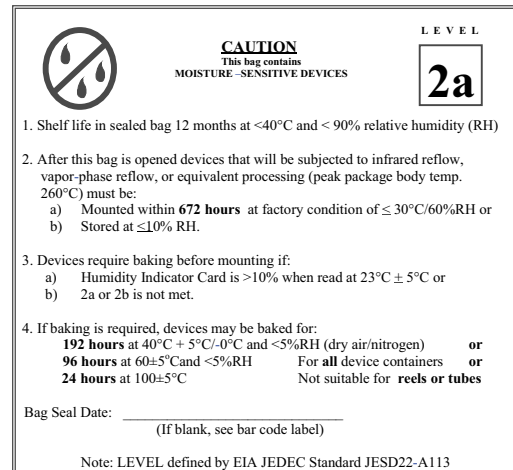 LEVEL
CAUTION
This bag contains
MOISTURE –SENSITIVE DEVICES
2a
1. Shelf life in sealed bag 12 months at <40°C and < 90% relative humidity (RH)
2. After this bag is opened devices that will be subjected to infrared reflow,
vapor-phase reflow, or equivalent processing (peak package body temp.
260°C) must be:
a) Mounted within 672 hours at factory condition of ≤ 30°C/60%RH or
b) Stored at ≤10% RH.
3. Devices require baking before mounting if:
a) Humidity Indicator Card is >10% when read at 23°C ± 5°C or
b) 2a or 2b is not met.
4. If baking is required, devices may be baked for:
192 hours at 40°C + 5°C/-0°C and <5%RH (dry air/nitrogen) or
96 hours at 60±5°Cand <5%RH For all device containers or
24 hours at 100±5°C Not suitable for reels or tubes
Bag Seal Date: ____________________________
(If blank, see bar code label)
Note: LEVEL defined by EIA JEDEC Standard JESD22-A113